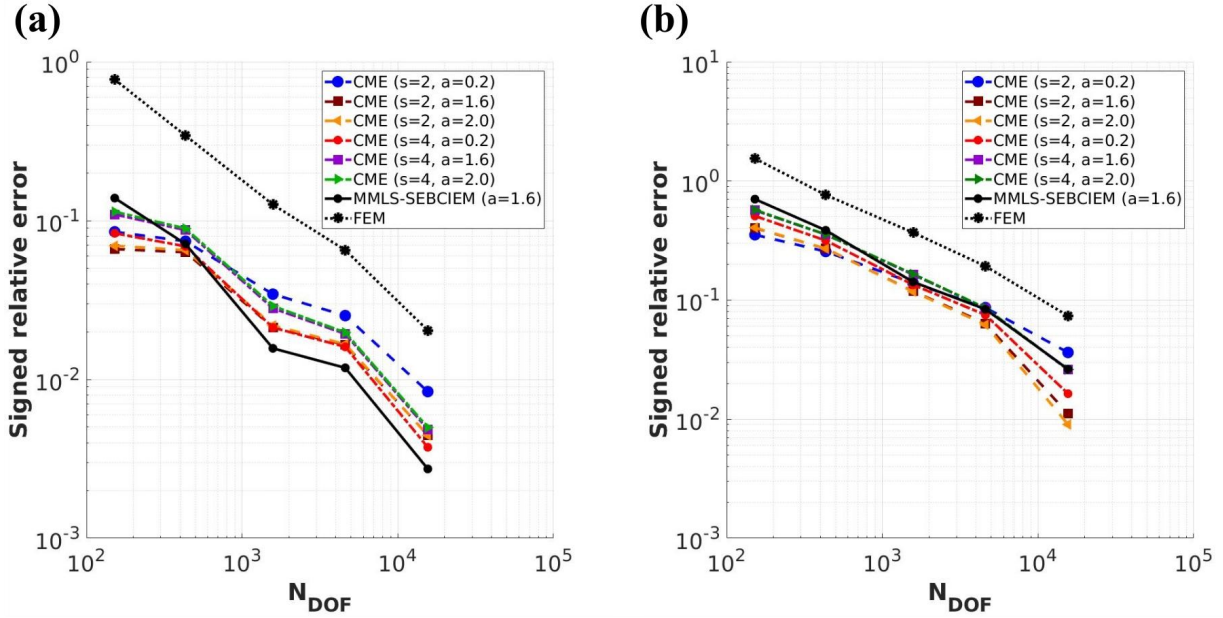 (a)
10^0
10^-1
10^-2
10^-3
10^2
10^3
10^4
10^5
Signed relative error
N_DOF
CME (s=2, a=0.2)
CME (s=2, a=1.6)
CME (s=2, a=2.0)
CME (s=4, a=0.2)
CME (s=4, a=1.6)
CME (s=4, a=2.0)
MMLS-SEBCIEM (a=1.6)
FEM
(b)
10^1
10^0
10^-1
10^-2
10^-3
10^2
10^3
10^4
10^5
Signed relative error
N_DOF
CME (s=2, a=0.2)
CME (s=2, a=1.6)
CME (s=2, a=2.0)
CME (s=4, a=0.2)
CME (s=4, a=1.6)
CME (s=4, a=2.0)
MMLS-SEBCIEM (a=1.6)
FEM